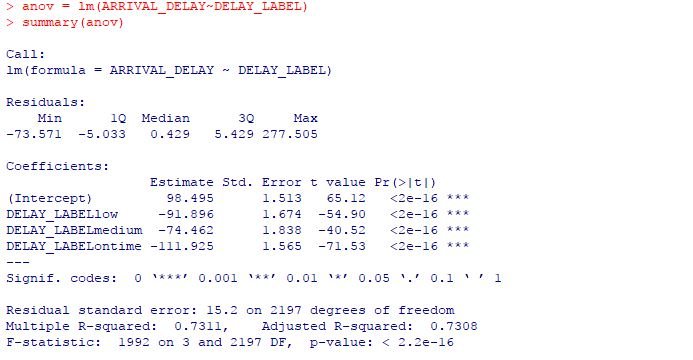 > anov = lm(ARRIVAL_DELAY~DELAY_LABEL)
> summary(anov)
Call:
lm(formula = ARRIVAL_DELAY ~ DELAY_LABEL)
Residuals:
Min 1Q Median 3Q Max
-73.571 -5.033 0.429 5.429 277.505
Coefficients:
Estimate Std. Error t value Pr(>|t|)
(Intercept) 98.495 1.513 65.12 <2e-16 ***
DELAY_LABELlow -91.896 1.674 -54.90 <2e-16 ***
DELAY_LABELmedium -74.462 1.838 -40.52 <2e-16 ***
DELAY_LABELontime -111.925 1.565 -71.53 <2e-16 ***
---
Signif. codes: 0 ‘***’ 0.001 ‘**’ 0.01 ‘*’ 0.05 ‘.’ 0.1 ‘ ’ 1
Residual standard error: 15.2 on 2197 degrees of freedom
Multiple R-squared: 0.7311, Adjusted R-squared: 0.7308
F-statistic: 1992 on 3 and 2197 DF, p-value: < 2.2e-16